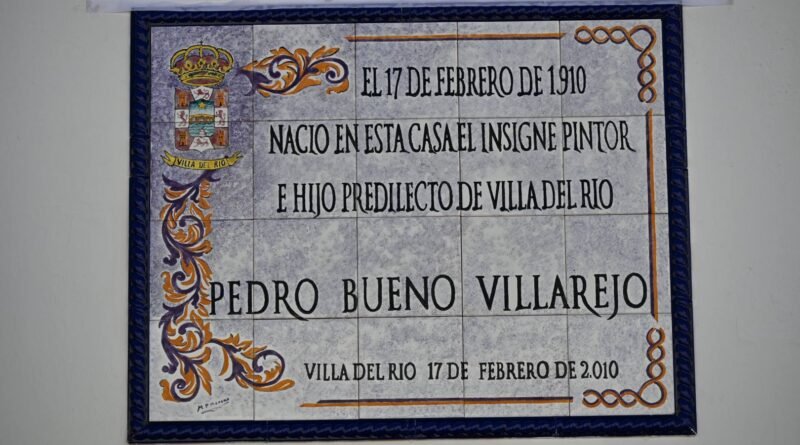 EL 17 DE FEBRERO DE 1.910
NACIO EN ESTA CASA EL INSIGNE PINTOR
E HIJO PREDILECTO DE VILLA DEL RIO
PEDRO BUENO VILLAREJO
VILLA DEL RIO 17 DE FEBRERO DE 2.010
VILLA DEL RIO